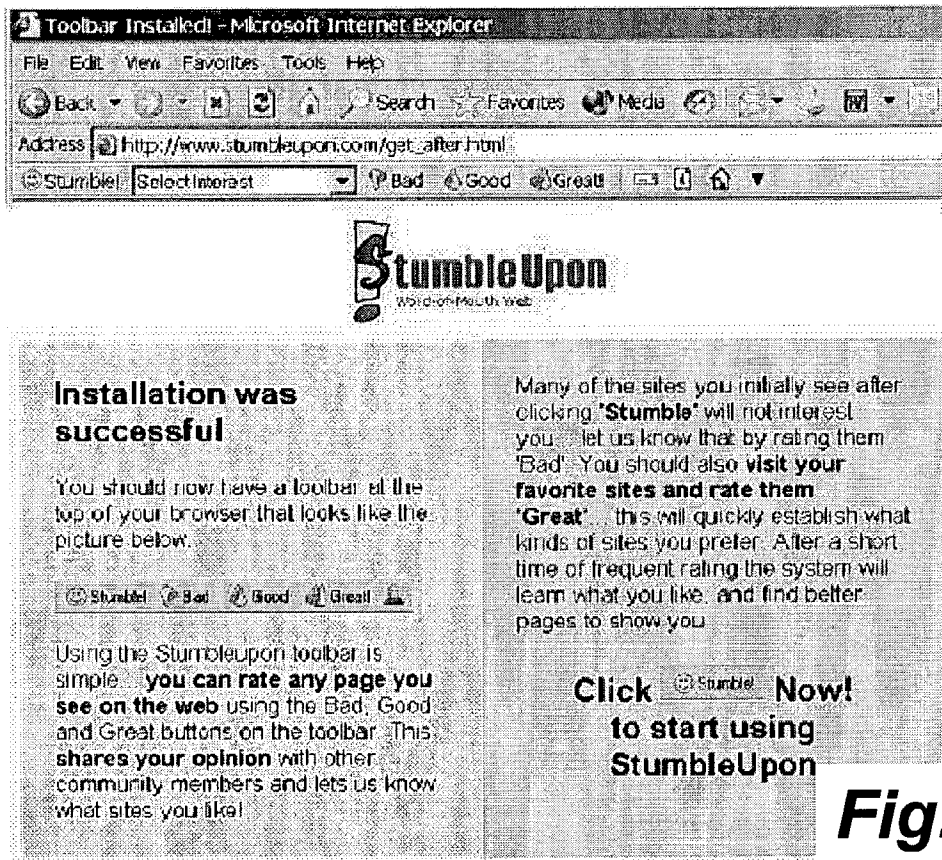 Toolbar Installed! - Microsoft Internet Explorer
File Edit View Favorites Tools Help
Back Search Favorites Media
Address http://www.stumbleupon.com/get_after.html
Stumble! Select Interest Bad Good Great!
StumbleUpon
Word-of-Mouth Web
Installation was
successful
You should now have a toolbar at the
top of your browser that looks like the
picture below.
Stumble! Bad Good Great!
Using the Stumbleupon toolbar is
simple... you can rate any page you
see on the web using the Bad, Good
and Great buttons on the toolbar. This
shares your opinion with other
community members and lets us know
what sites you like!
Many of the sites you initially see after
clicking 'Stumble' will not interest
you... let us know that by rating them
'Bad'. You should also visit your
favorite sites and rate them
'Great'... this will quickly establish what
kinds of sites you prefer. After a short
time of frequent rating the system will
learn what you like, and find better
pages to show you.
Click Stumble! Now!
to start using
StumbleUpon
Fig.